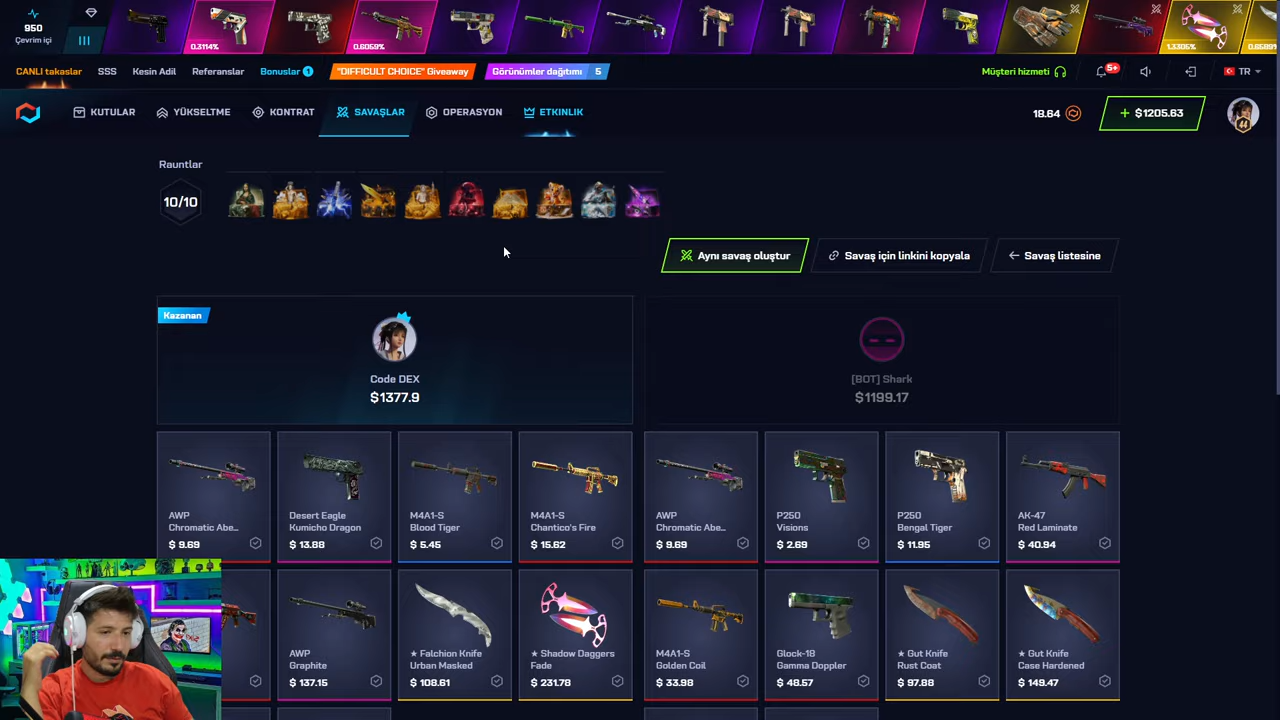 950
Çevrim içi
0.3114%
0.6059%
1.3305%
0.6589%
CANLI takaslar
SSS
Kesin Adil
Referanslar
Bonuslar 1
"DIFFICULT CHOICE" Giveaway
Görünümler dağıtımı 5
Müşteri hizmeti
5+
TR
KUTULAR
YÜKSELTME
KONTRAT
SAVAŞLAR
OPERASYON
ETKINLIK
18.64
+ $1205.63
Rauntlar
10/10
Aynı savaş oluştur
Savaş için linkini kopyala
Savaş listesine
Kazanan
Code DEX
$1377.9
[BOT] Shark
$1199.17
AWP
Chromatic Abe...
$ 9.69
Desert Eagle
Kumicho Dragon
$ 13.88
M4A1-S
Blood Tiger
$ 5.45
M4A1-S
Chantico's Fire
$ 15.62
AWP
Chromatic Abe...
$ 9.69
P250
Visions
$ 2.69
P250
Bengal Tiger
$ 11.95
AK-47
Red Laminate
$ 40.94
AWP
Graphite
$ 137.15
★ Falchion Knife
Urban Masked
$ 108.61
★ Shadow Daggers
Fade
$ 231.78
M4A1-S
Golden Coil
$ 33.98
Glock-18
Gamma Doppler
$ 48.57
★ Gut Knife
Rust Coat
$ 97.88
★ Gut Knife
Case Hardened
$ 149.47